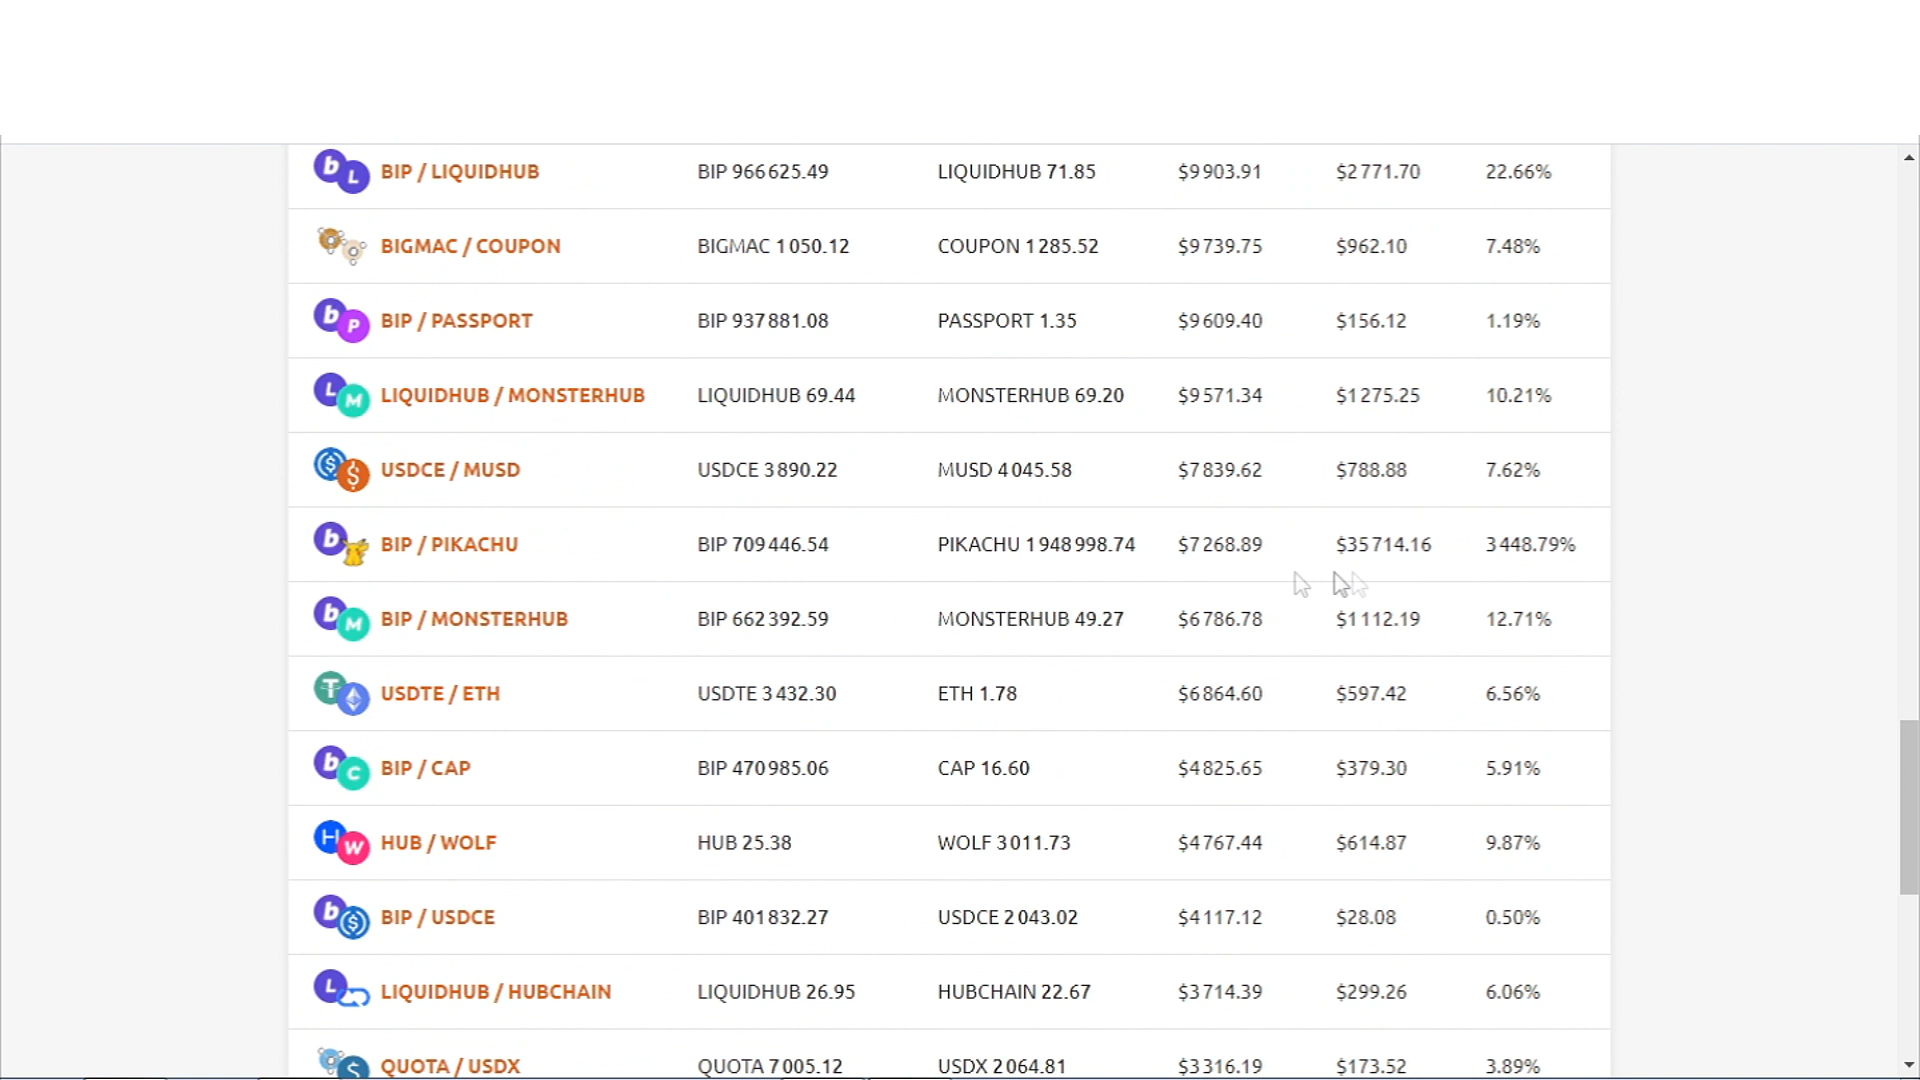 BIP / LIQUIDHUB BIP 966 625.49 LIQUIDHUB 71.85 $9 903.91 $2 771.70 22.66%
BIGMAC / COUPON BIGMAC 1 050.12 COUPON 1 285.52 $9 739.75 $962.10 7.48%
BIP / PASSPORT BIP 937 881.08 PASSPORT 1.35 $9 609.40 $156.12 1.19%
LIQUIDHUB / MONSTERHUB LIQUIDHUB 69.44 MONSTERHUB 69.20 $9 571.34 $1 275.25 10.21%
USDCE / MUSD USDCE 3 890.22 MUSD 4 045.58 $7 839.62 $788.88 7.62%
BIP / PIKACHU BIP 709 446.54 PIKACHU 1 948 998.74 $7 268.89 $35 714.16 3 448.79%
BIP / MONSTERHUB BIP 662 392.59 MONSTERHUB 49.27 $6 786.78 $1 112.19 12.71%
USDTE / ETH USDTE 3 432.30 ETH 1.78 $6 864.60 $597.42 6.56%
BIP / CAP BIP 470 985.06 CAP 16.60 $4 825.65 $379.30 5.91%
HUB / WOLF HUB 25.38 WOLF 3 011.73 $4 767.44 $614.87 9.87%
BIP / USDCE BIP 401 832.27 USDCE 2 043.02 $4 117.12 $28.08 0.50%
LIQUIDHUB / HUBCHAIN LIQUIDHUB 26.95 HUBCHAIN 22.67 $3 714.39 $299.26 6.06%
QUOTA / USDX QUOTA 7 005.12 USDX 2 064.81 $3 316.19 $173.52 3.89%